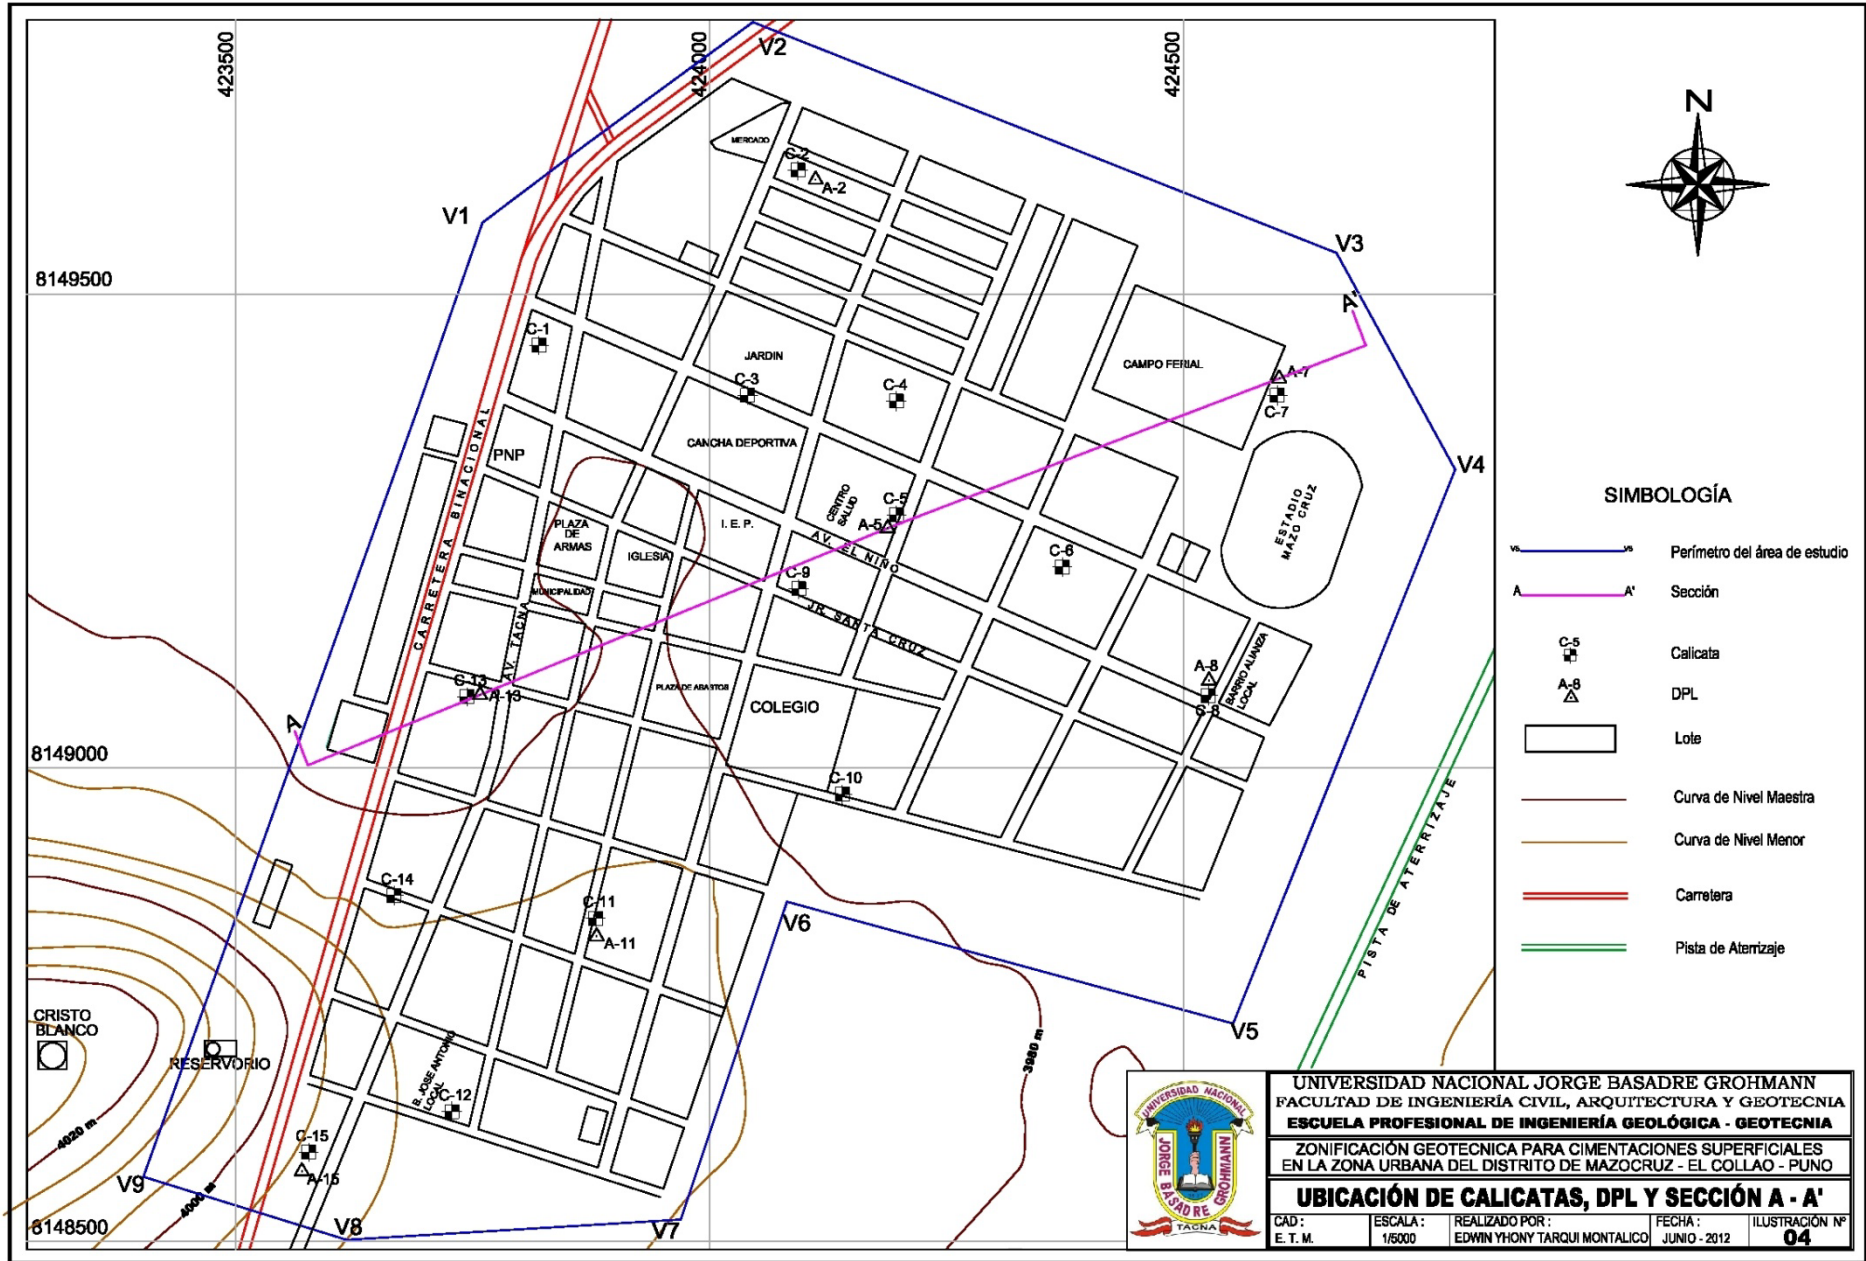 423500
424000
424500
V2
MERCADO
C-2
A-2
V1
V3
8149500
A'
C-1
JARDIN
C-3
C-4
CAMPO FERIAL
A-7
C-7
CANCHA DEPORTIVA
PNP
V4
CENTRO
SALUD
C-5
A-5
I. E. P.
PLAZA
DE
ARMAS
IGLESIA
AV. EL NIÑO
ESTADIO
MAZO CRUZ
C-6
C-9
MUNICIPALIDAD
JR. SANTA CRUZ
CARRETERA BINACIONAL
AV. TACNA
A-8
C-8
BARRIO ALIANZA
LOCAL
C-13
A-13
PLAZA DE ABASTOS
COLEGIO
A
8149000
C-10
C-14
C-11
A-11
V6
PISTA DE ATERRIZAJE
CRISTO
BLANCO
RESERVORIO
V5
3980 m
B. JOSE ANTONIO
LOCAL
C-12
4020 m
C-15
A-15
V9
4000 M
8148500
V8
V7
N
SIMBOLOGÍA
V5 V5 Perímetro del área de estudio
A A' Sección
C-5
Calicata
A-8
DPL
Lote
Curva de Nivel Maestra
Curva de Nivel Menor
Carretera
Pista de Aterrizaje
UNIVERSIDAD NACIONAL
JORGE BASADRE GROHMANN
TACNA
UNIVERSIDAD NACIONAL JORGE BASADRE GROHMANN
FACULTAD DE INGENIERÍA CIVIL, ARQUITECTURA Y GEOTECNIA
ESCUELA PROFESIONAL DE INGENIERÍA GEOLÓGICA - GEOTECNIA
ZONIFICACIÓN GEOTECNICA PARA CIMENTACIONES SUPERFICIALES
EN LA ZONA URBANA DEL DISTRITO DE MAZOCRUZ - EL COLLAO - PUNO
UBICACIÓN DE CALICATAS, DPL Y SECCIÓN A - A'
CAD : ESCALA : REALIZADO POR : FECHA : ILUSTRACIÓN Nº
E. T. M. 1/5000 EDWIN YHONY TARQUI MONTALICO JUNIO - 2012 04